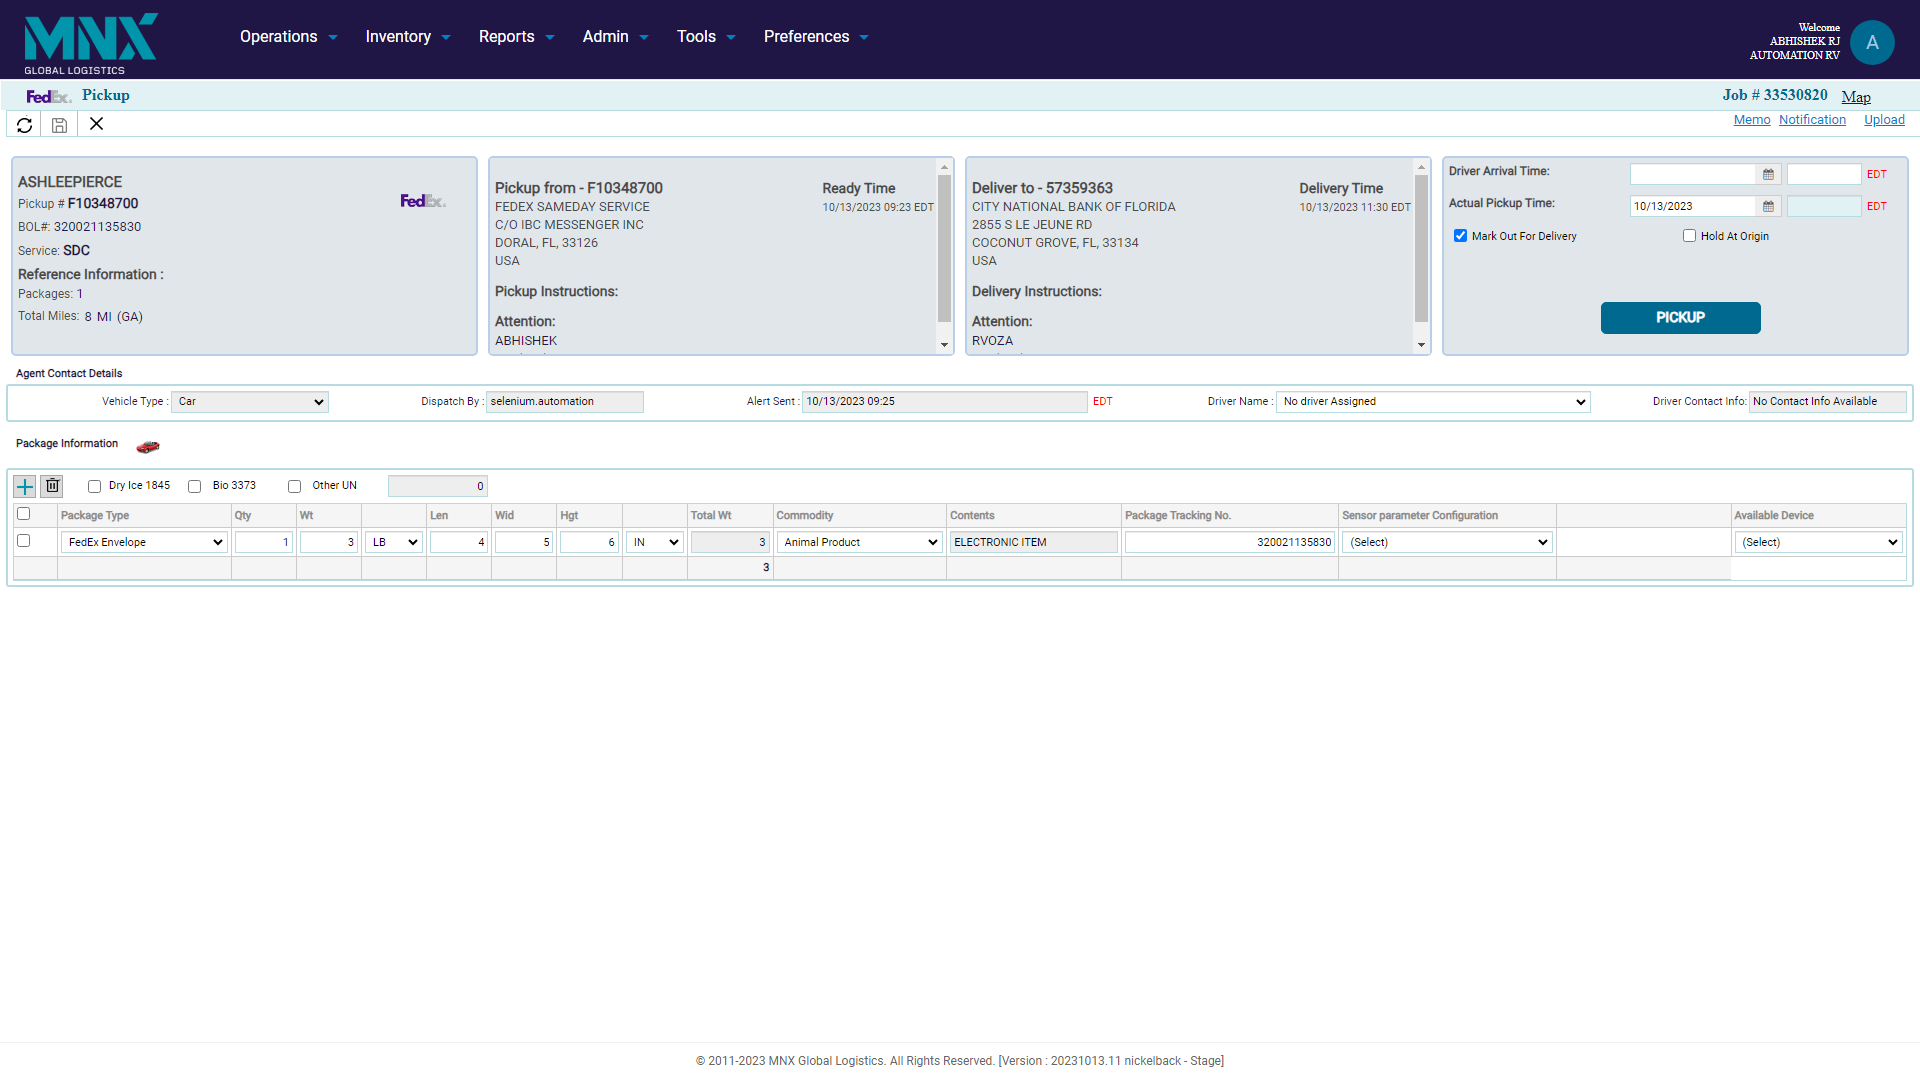 MNX
GLOBAL LOGISTICS
Operations Inventory Reports Admin Tools Preferences
Welcome
ABHISHEK RJ
AUTOMATION RV
A
FedEx. Pickup
Job # 33530820 Map
Memo Notification Upload
ASHLEEPIERCE
Pickup # F10348700
FedEx.
BOL#: 320021135830
Service: SDC
Reference Information :
Packages: 1
Total Miles: 8 MI (GA)
Pickup from - F10348700
FEDEX SAMEDAY SERVICE
C/O IBC MESSENGER INC
DORAL, FL, 33126
USA
Ready Time
10/13/2023 09:23 EDT
Pickup Instructions:
Attention:
ABHISHEK
Deliver to - 57359363
CITY NATIONAL BANK OF FLORIDA
2855 S LE JEUNE RD
COCONUT GROVE, FL, 33134
USA
Delivery Time
10/13/2023 11:30 EDT
Delivery Instructions:
Attention:
RVOZA
Driver Arrival Time: EDT
Actual Pickup Time: 10/13/2023 EDT
Mark Out For Delivery Hold At Origin
PICKUP
Agent Contact Details
Vehicle Type : Car Dispatch By : selenium.automation Alert Sent : 10/13/2023 09:25 EDT Driver Name : No driver Assigned Driver Contact Info: No Contact Info Available
Package Information
Dry Ice 1845 Bio 3373 Other UN 0
Package Type Qty Wt Len Wid Hgt Total Wt Commodity Contents Package Tracking No. Sensor parameter Configuration Available Device
FedEx Envelope 1 3 LB 4 5 6 IN 3 Animal Product ELECTRONIC ITEM 320021135830 (Select) (Select)
3
© 2011-2023 MNX Global Logistics. All Rights Reserved. [Version : 20231013.11 nickelback - Stage]